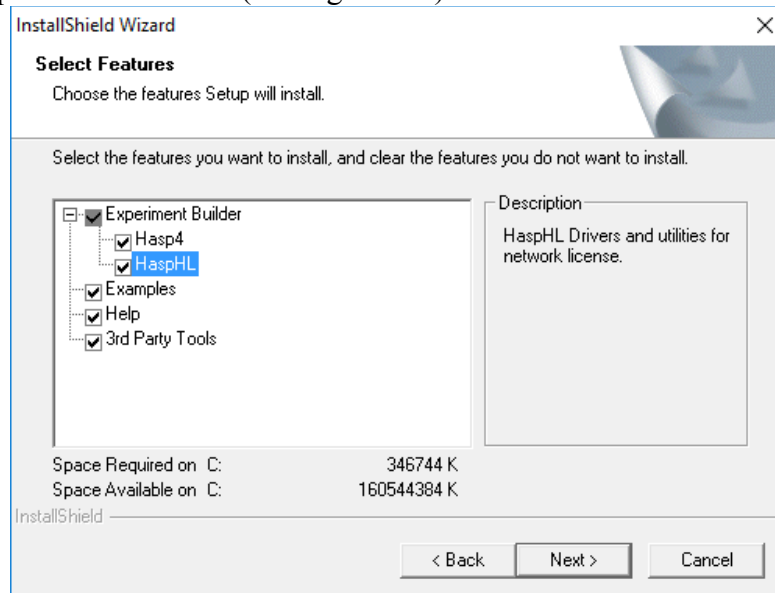 InstallShield Wizard
Select Features
Choose the features Setup will install.
Select the features you want to install, and clear the features you do not want to install.
Experiment Builder
Hasp4
HaspHL
Examples
Help
3rd Party Tools
Description
HaspHL Drivers and utilities for
network license.
Space Required on C: 346744 K
Space Available on C: 160544384 K
InstallShield
< Back Next > Cancel